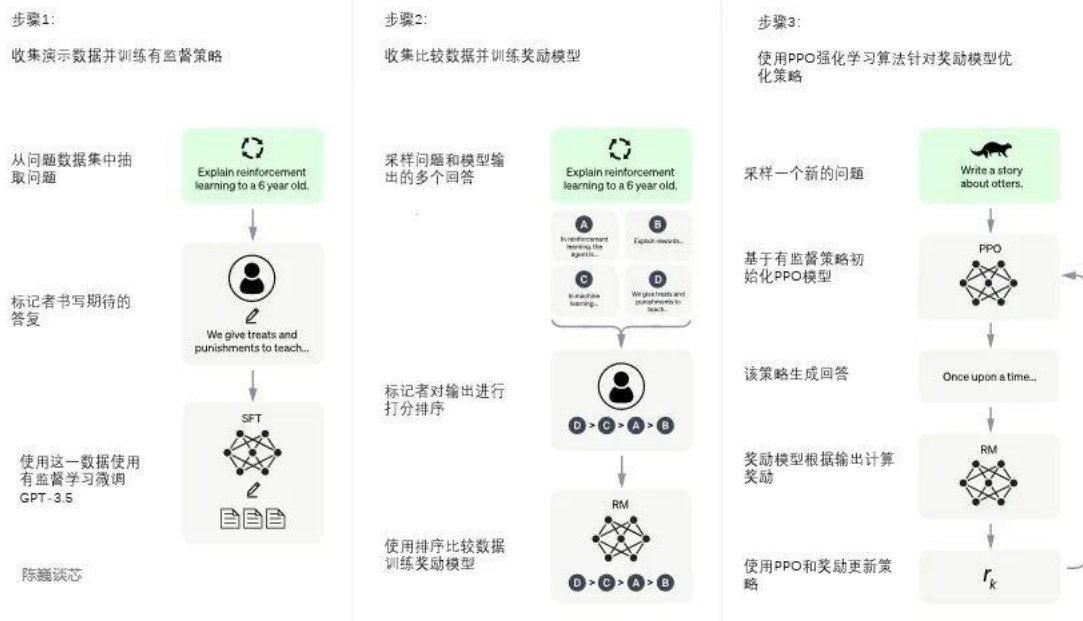 步骤1:
收集演示数据并训练有监督策略
从问题数据集中抽
取问题
Explain reinforcement
learning to a 6 year old.
标记者书写期待的
答复
We give treats and
punishments to teach...
SFT
使用这一数据使用
有监督学习微调
GPT-3.5
陈巍谈芯
步骤2:
收集比较数据并训练奖励模型
采样问题和模型输
出的多个回答
Explain reinforcement
learning to a 6 year old.
A
In reinforcement
learning, the
agent is...
B
Explain rewards...
C
In machine
learning...
D
We give treats and
punishments to
teach...
标记者对输出进行
打分排序
D > C > A > B
RM
使用排序比较数据
训练奖励模型
D > C > A > B
步骤3:
使用PPO强化学习算法针对奖励模型优
化策略
采样一个新的问题
Write a story
about otters.
基于有监督策略初
始化PPO模型
PPO
该策略生成回答
Once upon a time...
奖励模型根据输出计算
奖励
RM
使用PPO和奖励更新策
略
rk